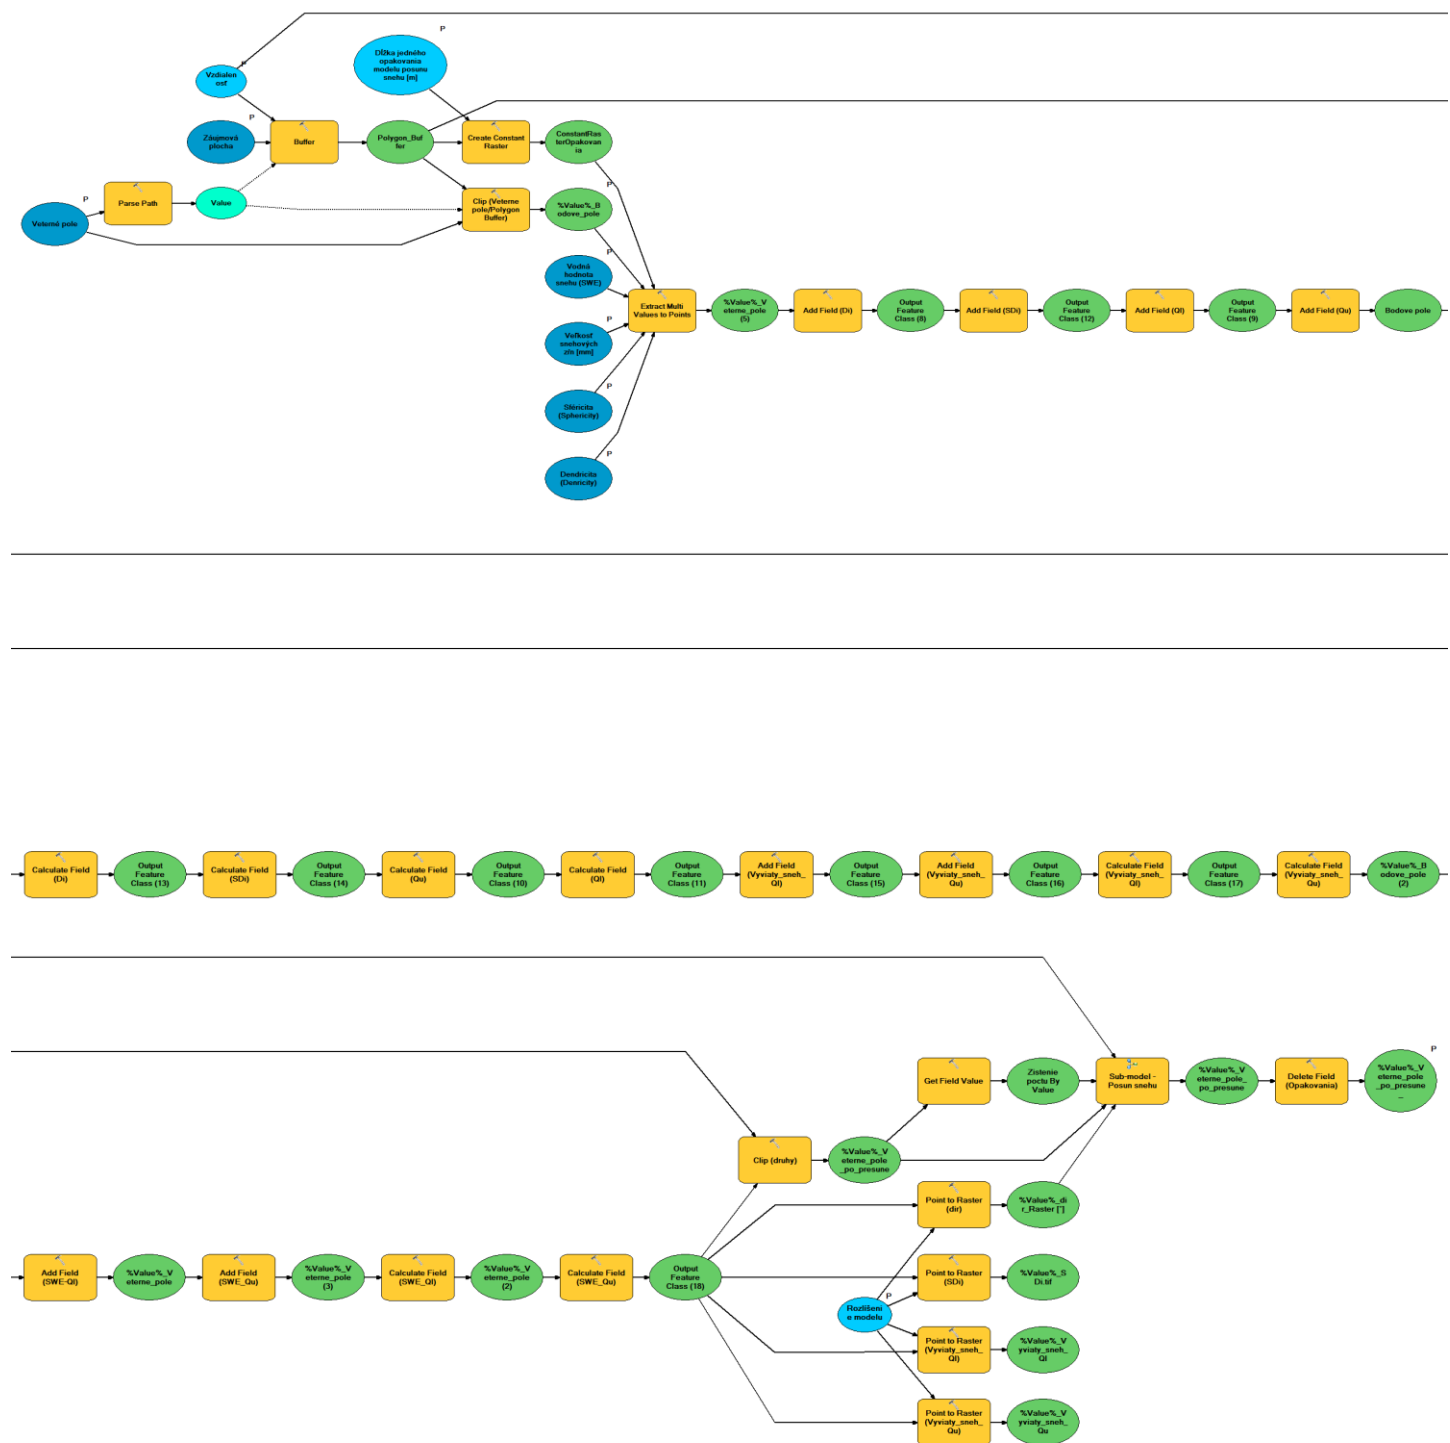 P
Dĺžka jedného
opakovania
modelu posunu
snehu [m]
P
Vzdialen
osť
P
Záujmová
plocha
Buffer
Polygon_Buf
fer
Create Constant
Raster
ConstantRas
terOpakovan
ia
P
Veterné pole
Parse Path
Value
Clip (Veterne
pole/Polygon
Buffer)
P
%Value%_B
odove_pole
P
Vodná
hodnota
snehu (SWE)
Extract Multi
Values to Points
%Value%_V
eterne_pole
(5)
Add Field (Di)
Output
Feature
Class (8)
Add Field (SDi)
Output
Feature
Class (12)
Add Field (Ql)
Output
Feature
Class (9)
Add Field (Qu)
Bodove pole
P
Veľkosť
snehových
zŕn [mm]
P
Sféricita
(Sphericity)
P
Dendricita
(Denricity)
Calculate Field
(Di)
Output
Feature
Class (13)
Calculate Field
(SDi)
Output
Feature
Class (14)
Calculate Field
(Qu)
Output
Feature
Class (10)
Calculate Field
(Ql)
Output
Feature
Class (11)
Add Field
(Vyviaty_sneh_
Ql)
Output
Feature
Class (15)
Add Field
(Vyviaty_sneh_
Qu)
Output
Feature
Class (16)
Calculate Field
(Vyviaty_sneh_
Ql)
Output
Feature
Class (17)
Calculate Field
(Vyviaty_sneh_
Qu)
%Value%_B
odove_pole
(2)
Get Field Value
Zistenie
poctu By
Value
Sub-model -
Posun snehu
%Value%_V
eterne_pole_
po_presune
Delete Field
(Opakovania)
P
%Value%_V
eterne_pole
_po_presune
_
Clip (druhy)
%Value%_V
eterne_pole
_po_presune
Point to Raster
(dir)
%Value%_di
r_Raster [°]
Add Field
(SWE-Ql)
%Value%_V
eterne_pole
Add Field
(SWE_Qu)
%Value%_V
eterne_pole
(3)
Calculate Field
(SWE_Ql)
%Value%_V
eterne_pole
(2)
Calculate Field
(SWE_Qu)
Output
Feature
Class (18)
Point to Raster
(SDi)
%Value%_S
Di.tif
P
Rozlíšeni
e modelu
Point to Raster
(Vyviaty_sneh_
Ql)
%Value%_V
yviaty_sneh_
Ql
Point to Raster
(Vyviaty_sneh_
Qu)
%Value%_V
yviaty_sneh_
Qu